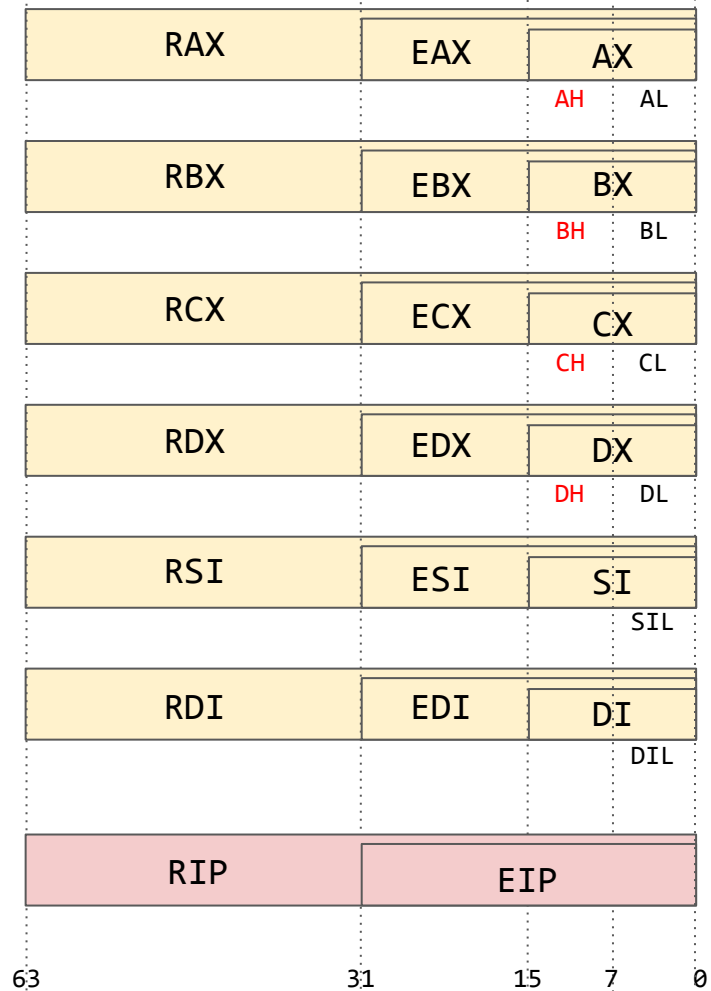 RAX EAX AX
AH AL
RBX EBX BX
BH BL
RCX ECX CX
CH CL
RDX EDX DX
DH DL
RSI ESI SI
SIL
RDI EDI DI
DIL
RIP EIP
63 31 15 7 0